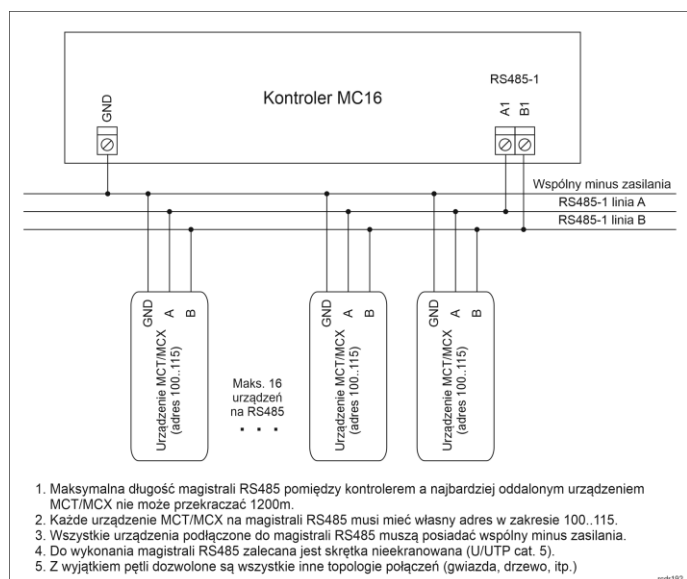 Kontroler MC16
RS485-1
GND
A1
B1
Wspólny minus zasilania
RS485-1 linia A
RS485-1 linia B
GND
A
B
Urządzenie MCT/MCX
(adres 100..115)
Maks. 16
urządzeń
na RS485
. . .
GND
A
B
Urządzenie MCT/MCX
(adres 100..115)
GND
A
B
Urządzenie MCT/MCX
(adres 100..115)
1. Maksymalna długość magistrali RS485 pomiędzy kontrolerem a najbardziej oddalonym urządzeniem
MCT/MCX nie może przekraczać 1200m.
2. Każde urządzenie MCT/MCX na magistrali RS485 musi mieć własny adres w zakresie 100..115.
3. Wszystkie urządzenia podłączone do magistrali RS485 muszą posiadać wspólny minus zasilania.
4. Do wykonania magistrali RS485 zalecana jest skrętka nieekranowana (U/UTP cat. 5).
5. Z wyjątkiem pętli dozwolone są wszystkie inne topologie połączeń (gwiazda, drzewo, itp.)